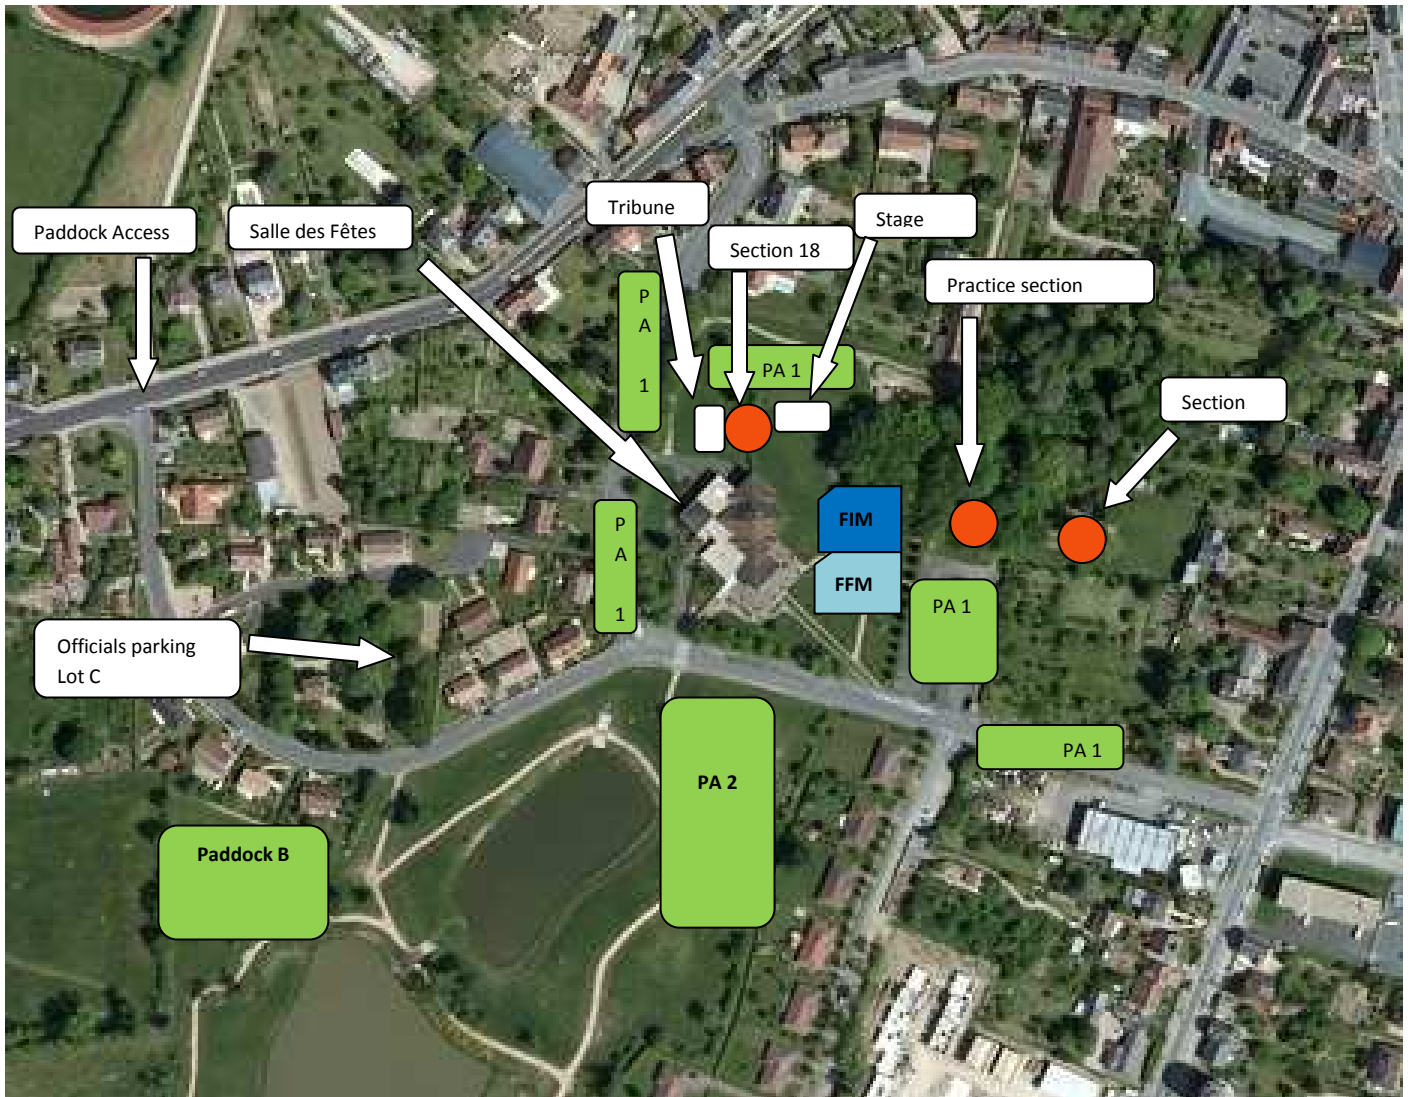 Tribune
Stage
Paddock Access
Salle des Fêtes
Section 18
Practice section
P
A
1
PA 1
Section
FIM
P
A
1
FFM
PA 1
Officials parking
Lot C
PA 1
PA 2
Paddock B